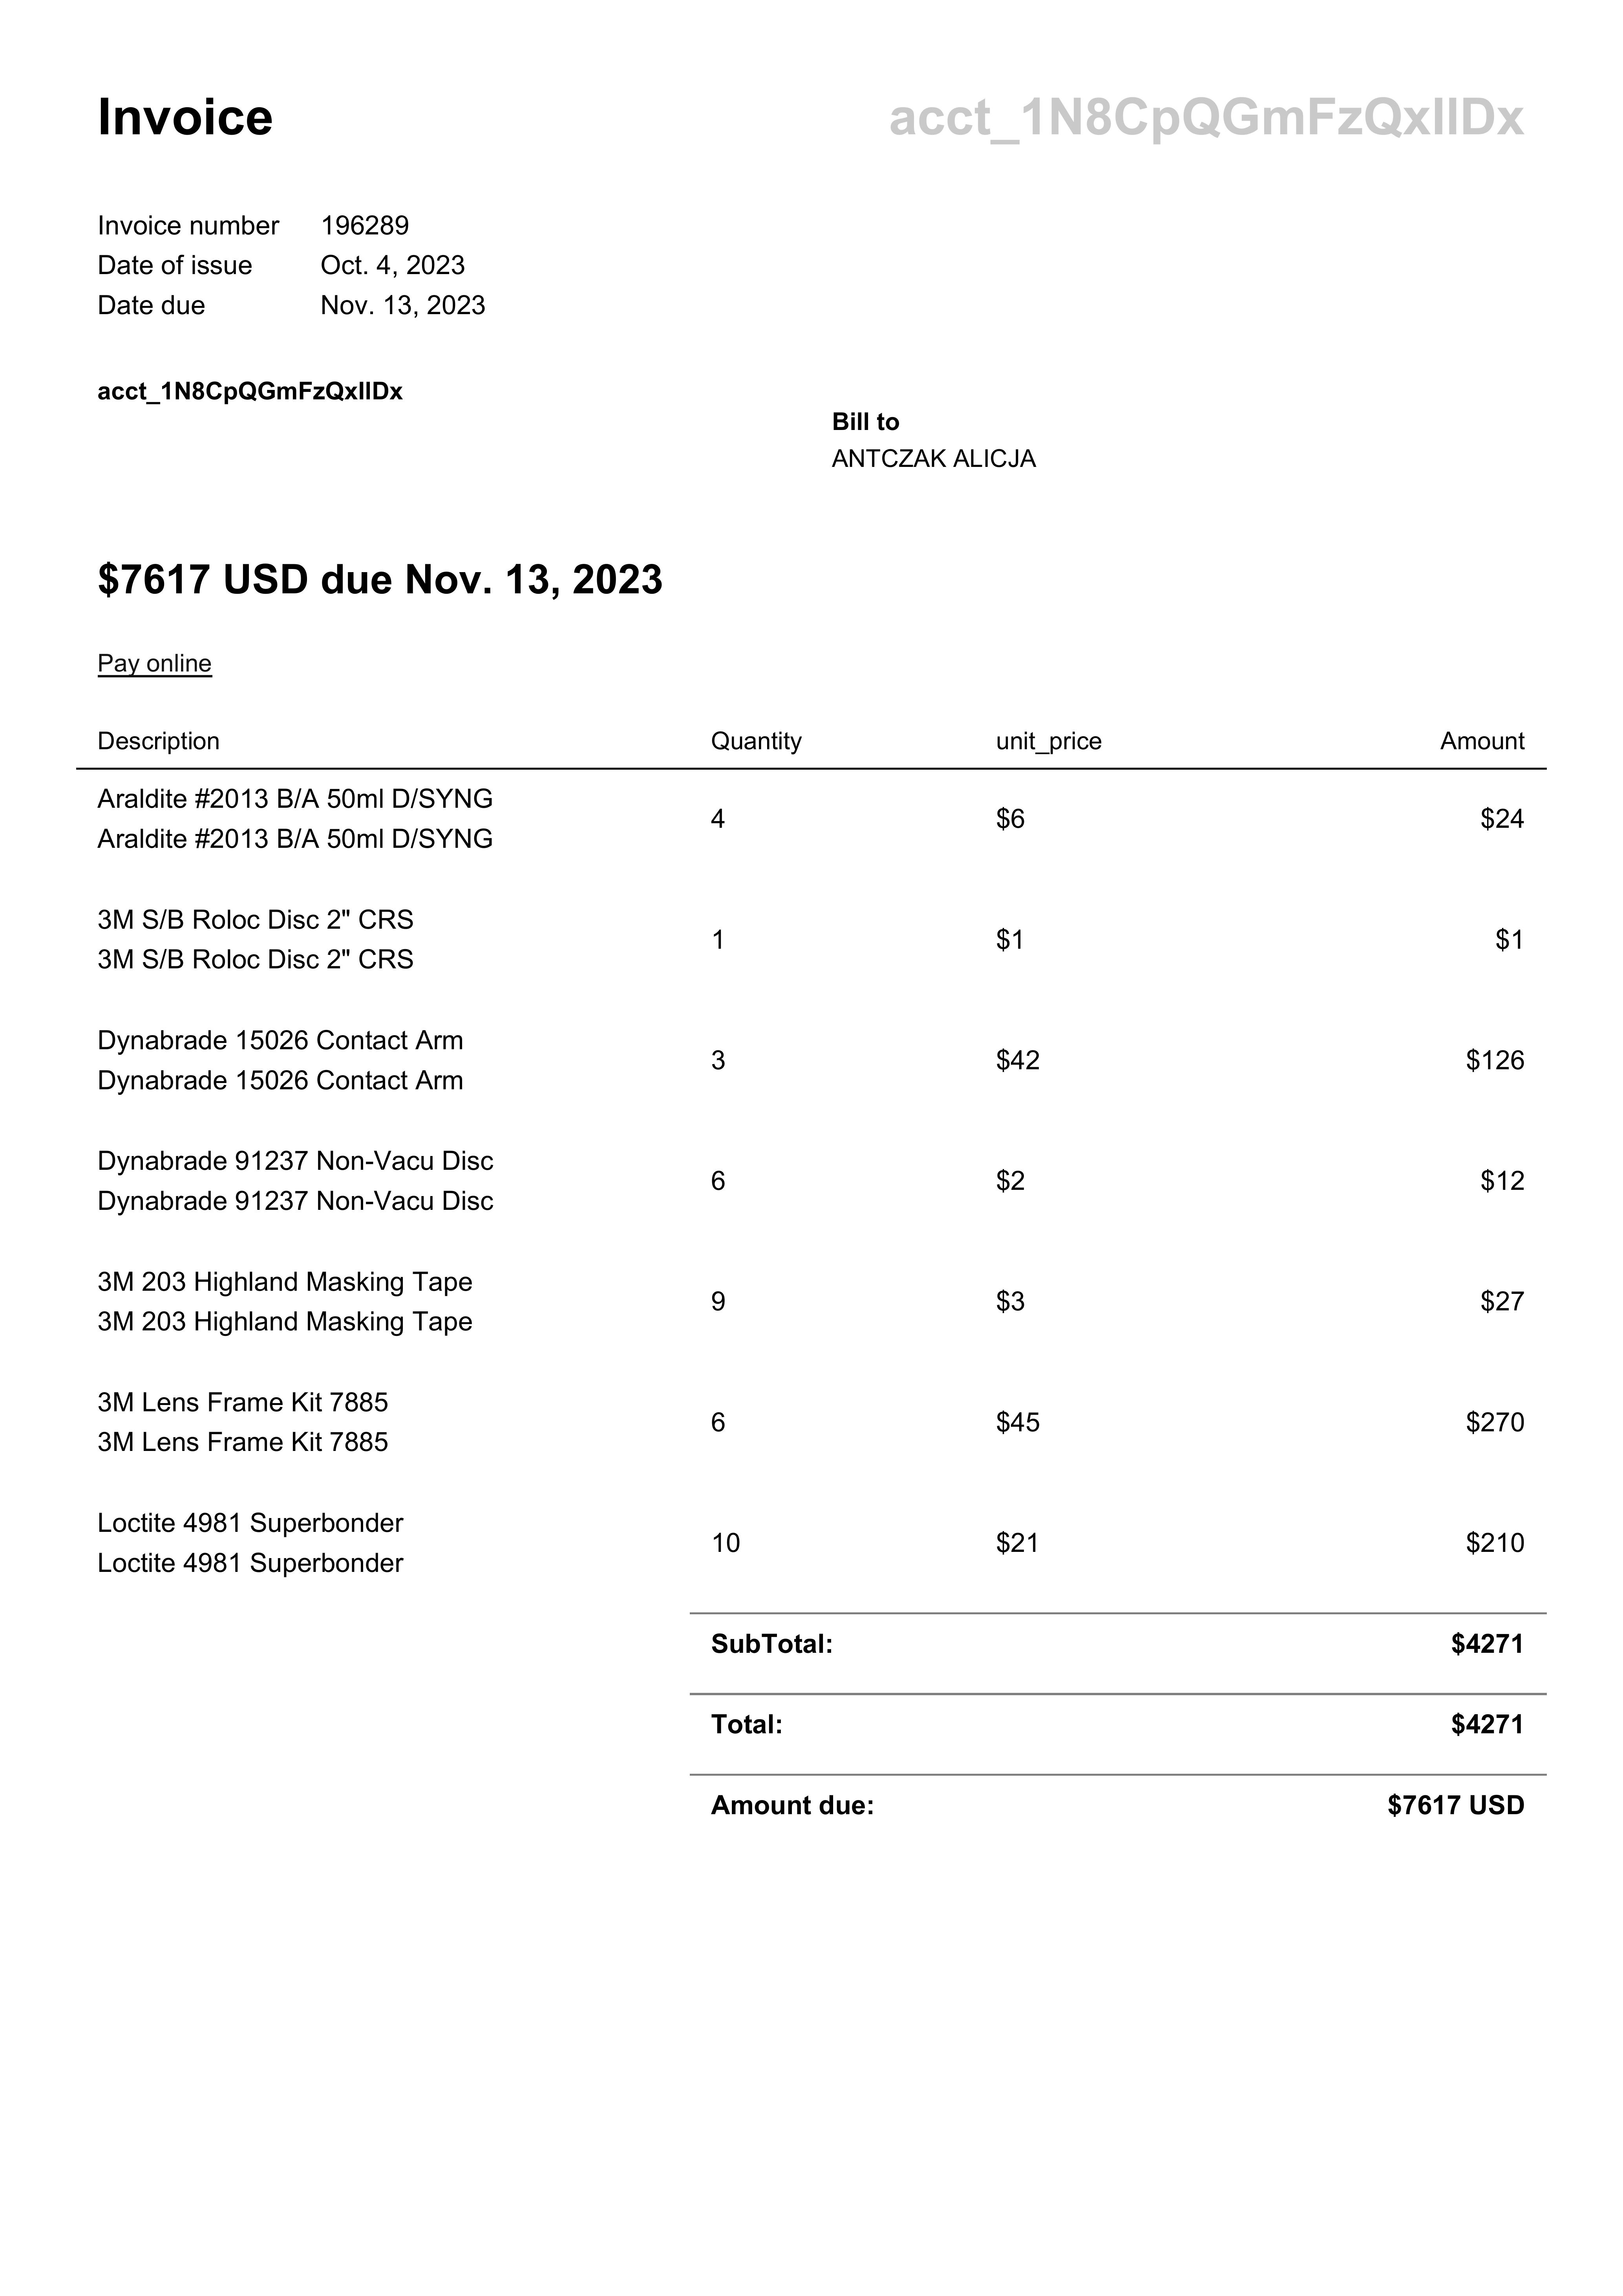 Invoice
acct_1N8CpQGmFzQxllDx
Invoice number 196289
Date of issue Oct. 4, 2023
Date due Nov. 13, 2023
acct_1N8CpQGmFzQxllDx
Bill to
ANTCZAK ALICJA
$7617 USD due Nov. 13, 2023
Pay online
Description Quantity unit_price Amount
Araldite #2013 B/A 50ml D/SYNG
Araldite #2013 B/A 50ml D/SYNG
4 $6 $24
3M S/B Roloc Disc 2" CRS
3M S/B Roloc Disc 2" CRS
1 $1 $1
Dynabrade 15026 Contact Arm
Dynabrade 15026 Contact Arm
3 $42 $126
Dynabrade 91237 Non-Vacu Disc
Dynabrade 91237 Non-Vacu Disc
6 $2 $12
3M 203 Highland Masking Tape
3M 203 Highland Masking Tape
9 $3 $27
3M Lens Frame Kit 7885
3M Lens Frame Kit 7885
6 $45 $270
Loctite 4981 Superbonder
Loctite 4981 Superbonder
10 $21 $210
SubTotal: $4271
Total: $4271
Amount due: $7617 USD